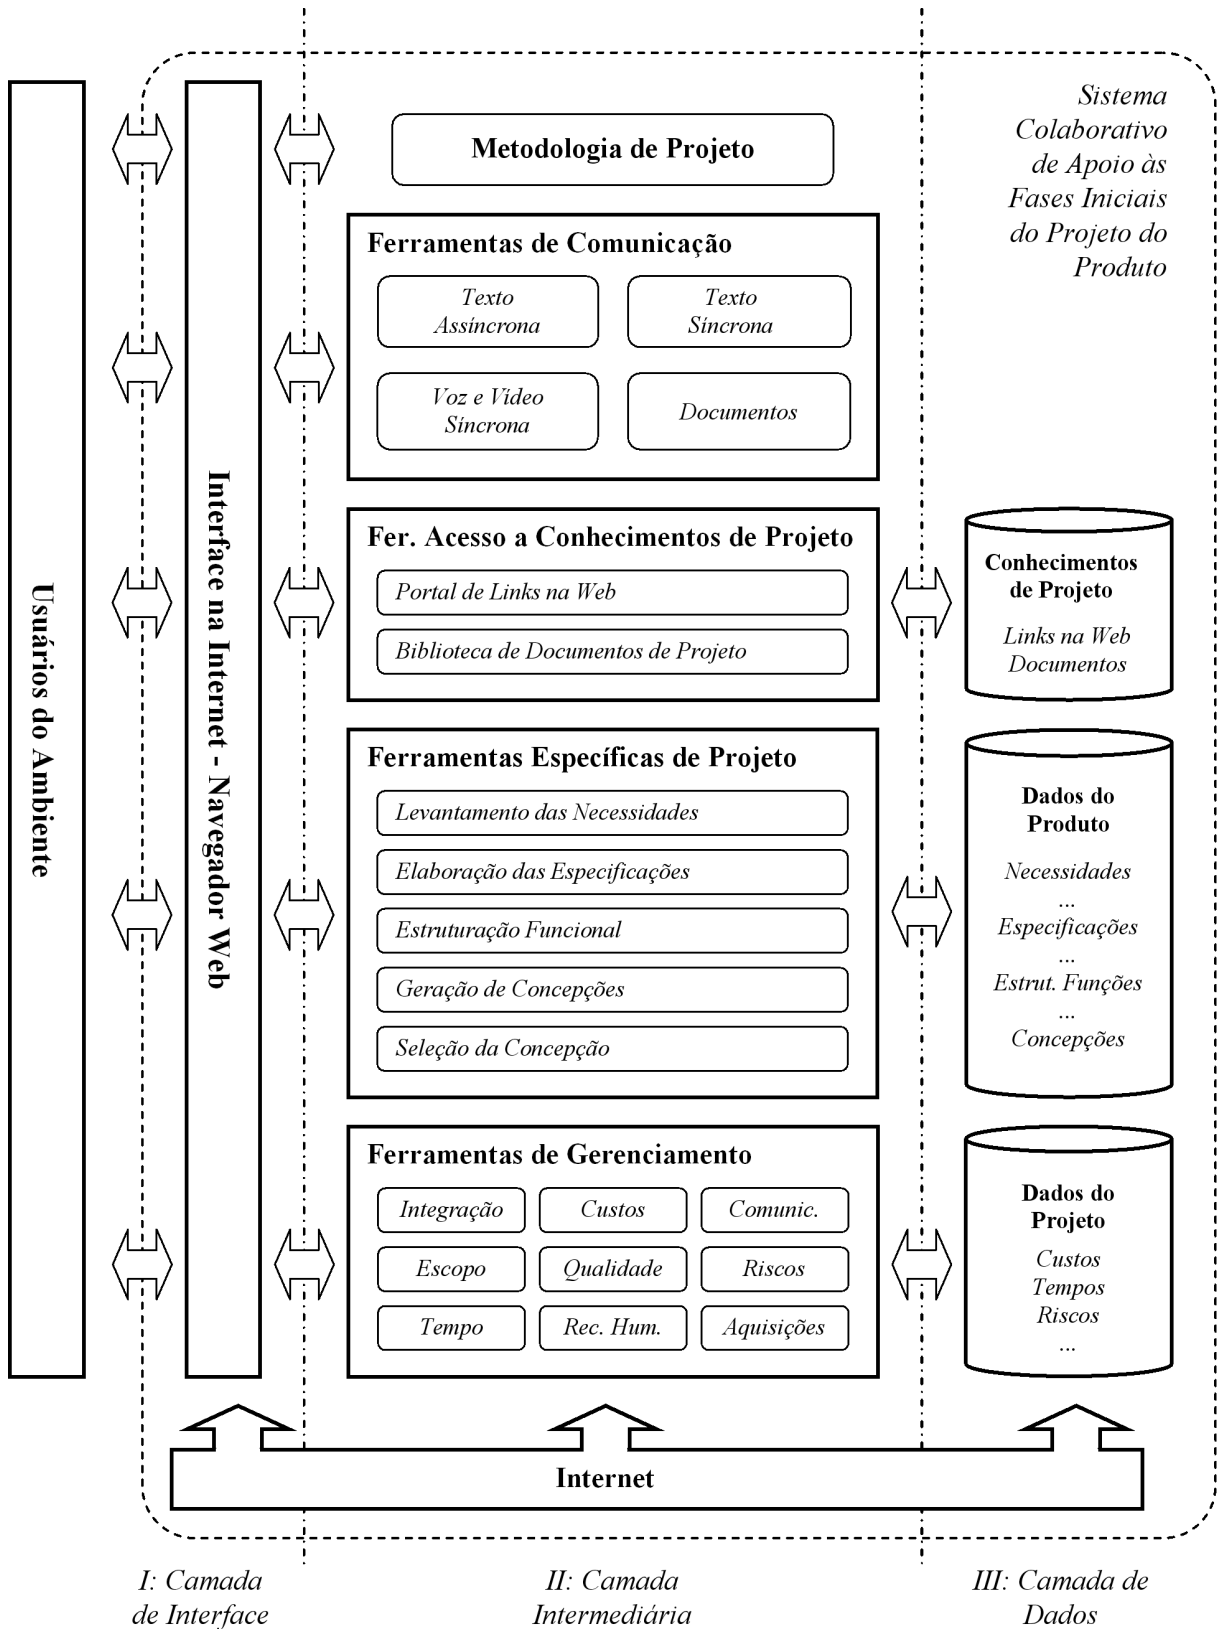 Sistema
Colaborativo
de Apoio às
Fases Iniciais
do Projeto do
Produto
Usuários do Ambiente
Interface na Internet - Navegador Web
Metodologia de Projeto
Ferramentas de Comunicação
Texto
Assíncrona
Texto
Síncrona
Voz e Vídeo
Síncrona
Documentos
Fer. Acesso a Conhecimentos de Projeto
Portal de Links na Web
Biblioteca de Documentos de Projeto
Conhecimentos
de Projeto
Links na Web
Documentos
Ferramentas Específicas de Projeto
Levantamento das Necessidades
Elaboração das Especificações
Estruturação Funcional
Geração de Concepções
Seleção da Concepção
Dados do
Produto
Necessidades
...
Especificações
...
Estrut. Funções
...
Concepções
Ferramentas de Gerenciamento
Integração
Custos
Comunic.
Escopo
Qualidade
Riscos
Tempo
Rec. Hum.
Aquisições
Dados do
Projeto
Custos
Tempos
Riscos
...
Internet
I: Camada
de Interface
II: Camada
Intermediária
III: Camada de
Dados